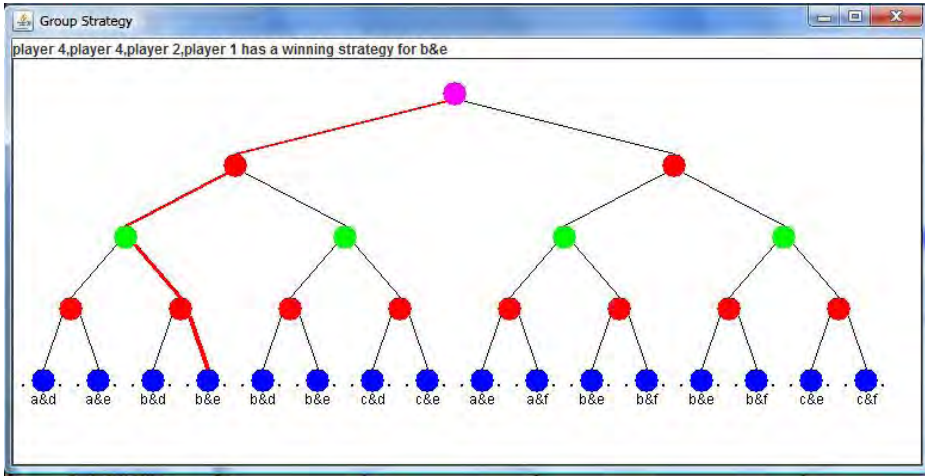 Group Strategy
player 4,player 4,player 2,player 1 has a winning strategy for b&e
a&d a&e b&d b&e b&d b&e c&d c&e a&e a&f b&e b&f b&e b&f c&e c&f